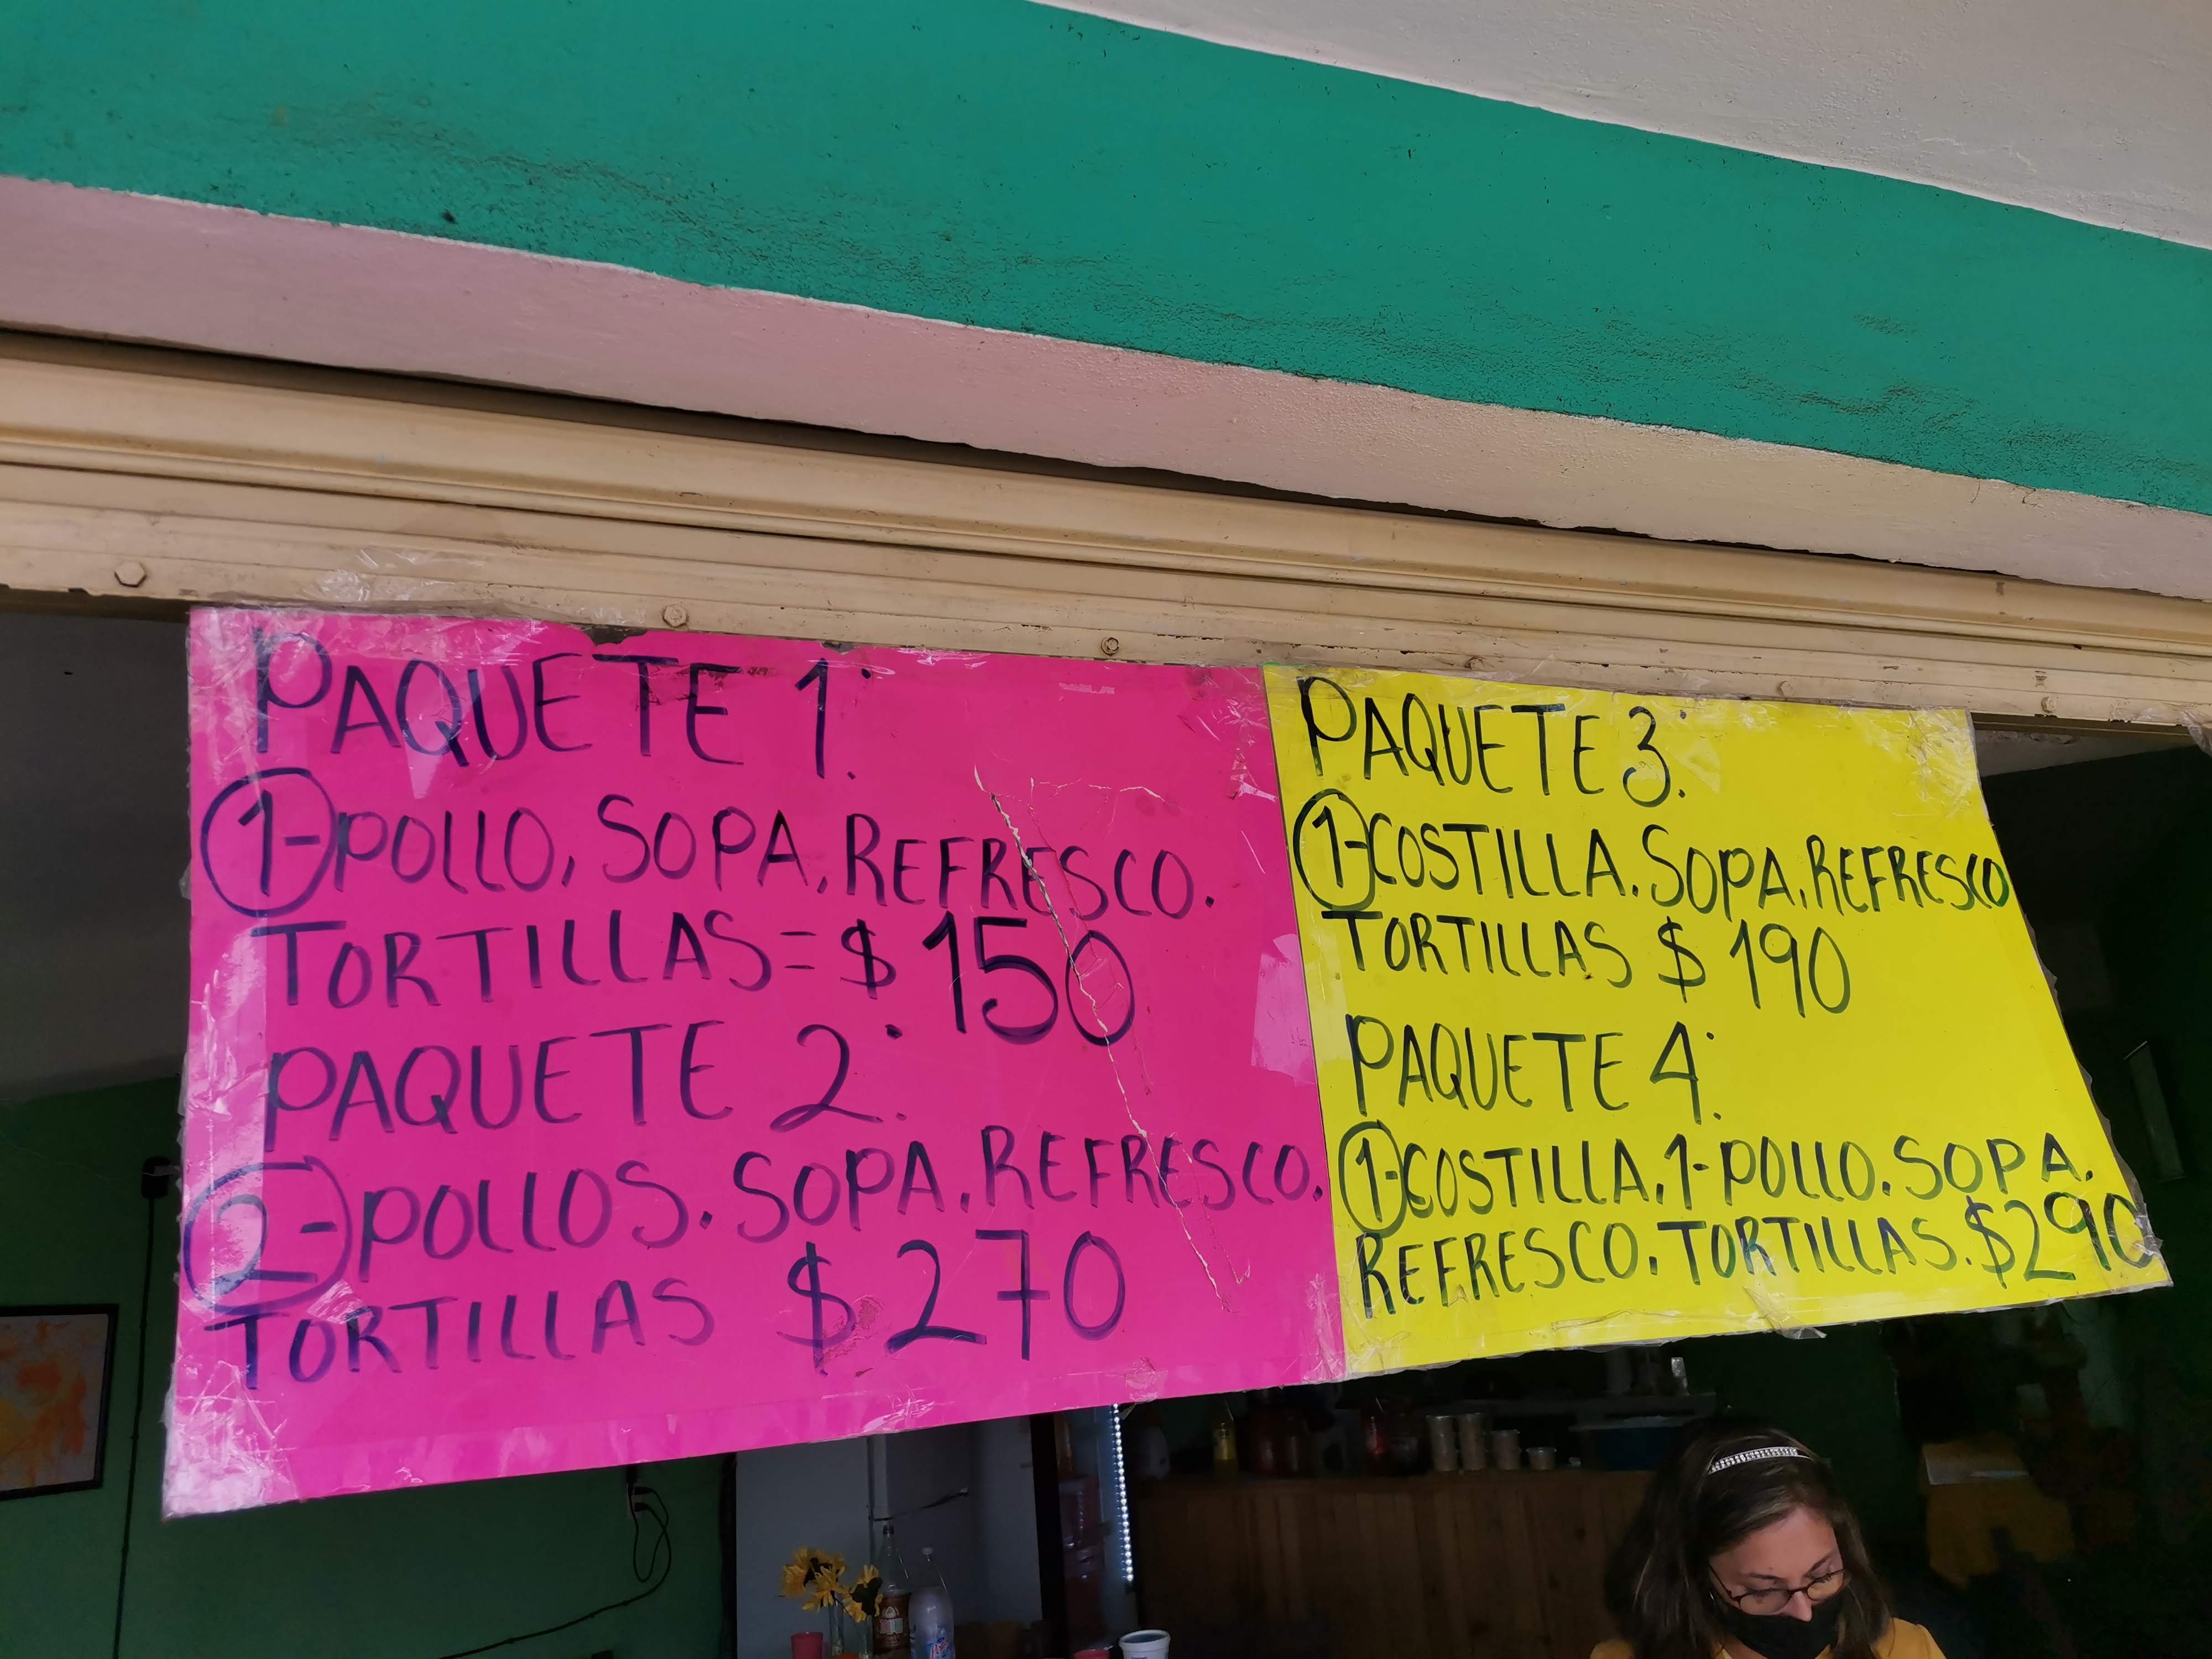 PAQUETE 1:
1-POLLO, SOPA, REFRESCO.
TORTILLAS = $ 150
PAQUETE 2:
2-POLLOS. SOPA. REFRESCO.
TORTILLAS $ 270
PAQUETE 3:
1-COSTILLA. SOPA, REFRESCO
TORTILLAS $ 190
PAQUETE 4:
1-COSTILLA. 1-POLLO. SOPA.
REFRESCO. TORTILLAS. $290